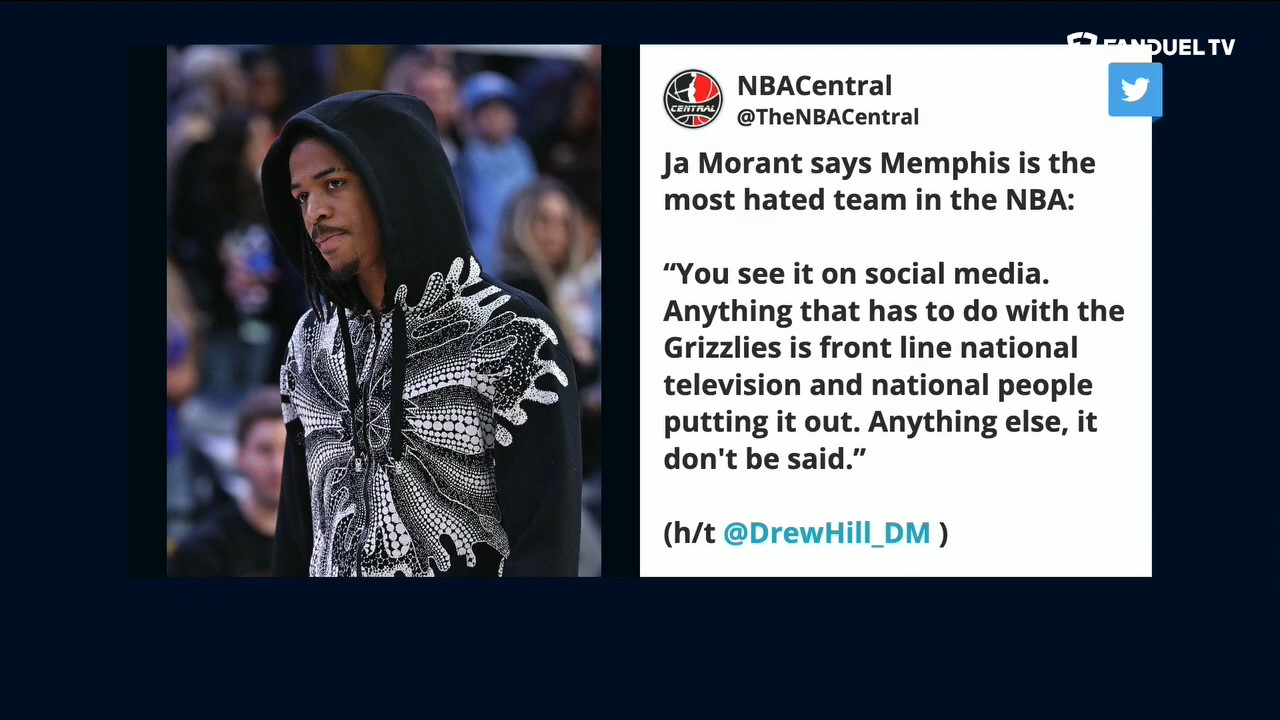 FANDUEL TV
CENTRAL
NBACentral
@TheNBACentral
Ja Morant says Memphis is the
most hated team in the NBA:
“You see it on social media.
Anything that has to do with the
Grizzlies is front line national
television and national people
putting it out. Anything else, it
don't be said.”
(h/t @DrewHill_DM )